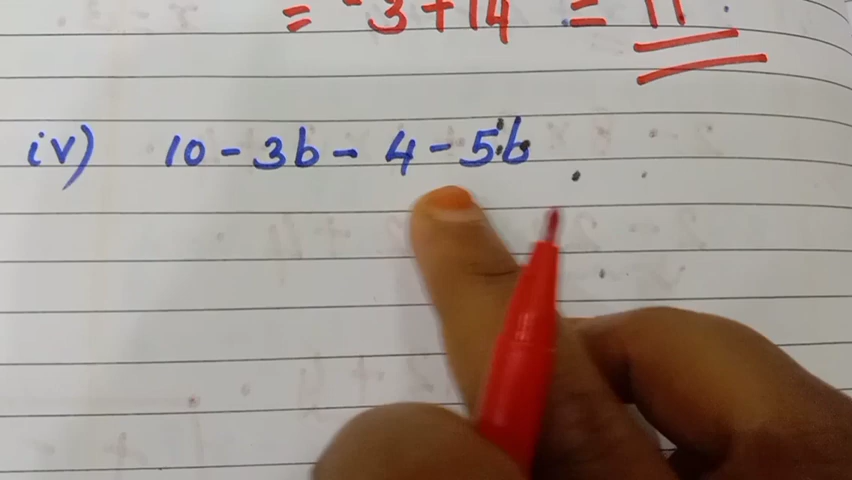 = -3+14 = 11
iv) 10 - 3b - 4 - 5b